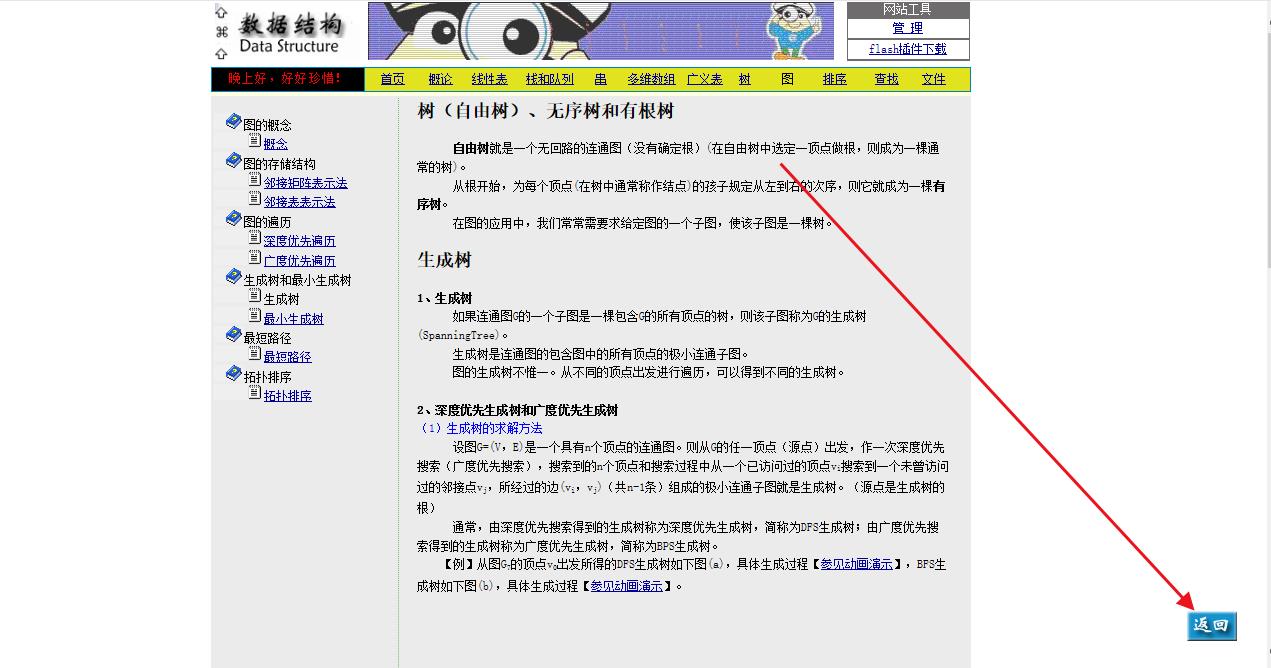 数据结构
Data Structure
网站工具
管 理
flash插件下载
晚上好，好好珍惜！
首页 概论 线性表 栈和队列 串 多维数组 广义表 树 图 排序 查找 文件
图的概念
概念
图的存储结构
邻接矩阵表示法
邻接表表示法
图的遍历
深度优先遍历
广度优先遍历
生成树和最小生成树
生成树
最小生成树
最短路径
最短路径
拓扑排序
拓扑排序
树（自由树）、无序树和有根树
自由树就是一个无回路的连通图（没有确定根）(在自由树中选定一顶点做根，则成为一棵通
常的树)。
从根开始，为每个顶点(在树中通常称作结点)的孩子规定从左到右的次序，则它就成为一棵有
序树。
在图的应用中，我们常常需要求给定图的一个子图，使该子图是一棵树。
生成树
1、生成树
如果连通图G的一个子图是一棵包含G的所有顶点的树，则该子图称为G的生成树
(SpanningTree)。
生成树是连通图的包含图中的所有顶点的极小连通子图。
图的生成树不惟一。从不同的顶点出发进行遍历，可以得到不同的生成树。
2、深度优先生成树和广度优先生成树
（1）生成树的求解方法
设图G=(V，E)是一个具有n个顶点的连通图。则从G的任一顶点（源点）出发，作一次深度优先
搜索（广度优先搜索），搜索到的n个顶点和搜索过程中从一个已访问过的顶点vi搜索到一个未曾访问
过的邻接点vj，所经过的边(vi，vj)（共n-1条）组成的极小连通子图就是生成树。（源点是生成树的
根）
通常，由深度优先搜索得到的生成树称为深度优先生成树，简称为DFS生成树；由广度优先搜
索得到的生成树称为广度优先生成树，简称为BPS生成树。
【例】从图G7的顶点v0出发所得的DFS生成树如下图(a)，具体生成过程【参见动画演示】，BFS生
成树如下图(b)，具体生成过程【参见动画演示】。
返回